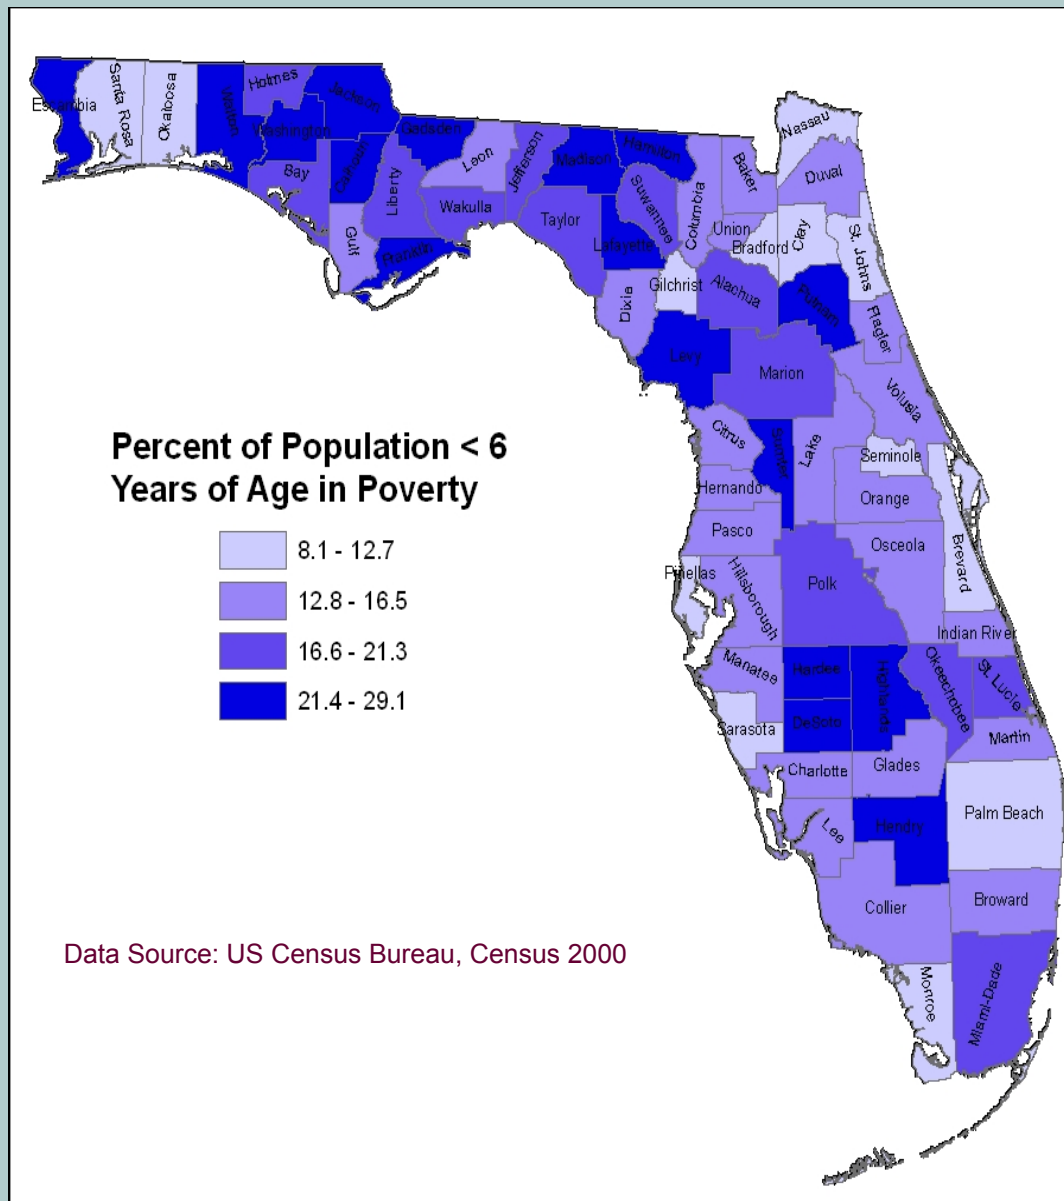 Escambia
Santa Rosa
Okaloosa
Walton
Holmes
Jackson
Washington
Bay
Calhoun
Gulf
Liberty
Gadsden
Franklin
Leon
Wakulla
Jefferson
Madison
Taylor
Hamilton
Suwannee
Lafayette
Columbia
Baker
Nassau
Duval
Union
Bradford
Clay
St. Johns
Dixia
Gilchrist
Alachua
Putnam
Flagler
Lavy
Marion
Volusia
Percent of Population < 6
Years of Age in Poverty
8.1 - 12.7
12.8 - 16.5
16.6 - 21.3
21.4 - 29.1
Citrus
Sumter
Lake
Seminole
Hernando
Orange
Pasco
Osceola
Brevard
Pinellas
Hillsborough
Polk
Indian River
Manatee
Hardee
Highlands
Okeechobee
St. Lucie
Sarasota
DeSoto
Martin
Charlotte
Glades
Lee
Hendry
Palm Beach
Collier
Broward
Data Source: US Census Bureau, Census 2000
Monroe
Miami-Dade